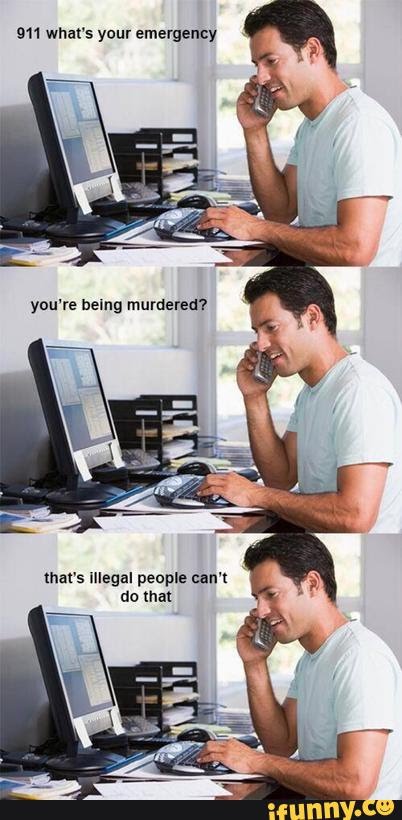 911 what's your emergency
you're being murdered?
that's illegal people can't
do that
ifunny.co